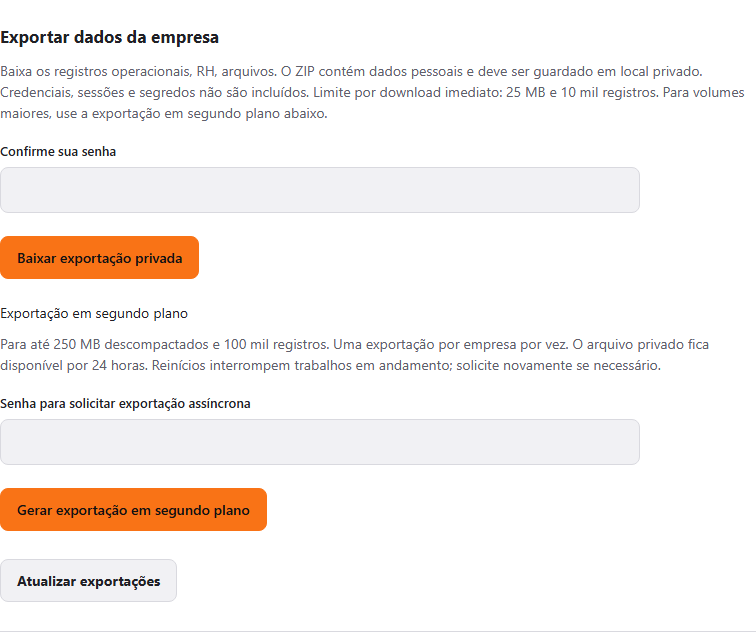 Exportar dados da empresa
Baixa os registros operacionais, RH, arquivos. O ZIP contém dados pessoais e deve ser guardado em local privado.
Credenciais, sessões e segredos não são incluídos. Limite por download imediato: 25 MB e 10 mil registros. Para volumes
maiores, use a exportação em segundo plano abaixo.
Confirme sua senha
Baixar exportação privada
Exportação em segundo plano
Para até 250 MB descompactados e 100 mil registros. Uma exportação por empresa por vez. O arquivo privado fica
disponível por 24 horas. Reinícios interrompem trabalhos em andamento; solicite novamente se necessário.
Senha para solicitar exportação assíncrona
Gerar exportação em segundo plano
Atualizar exportações